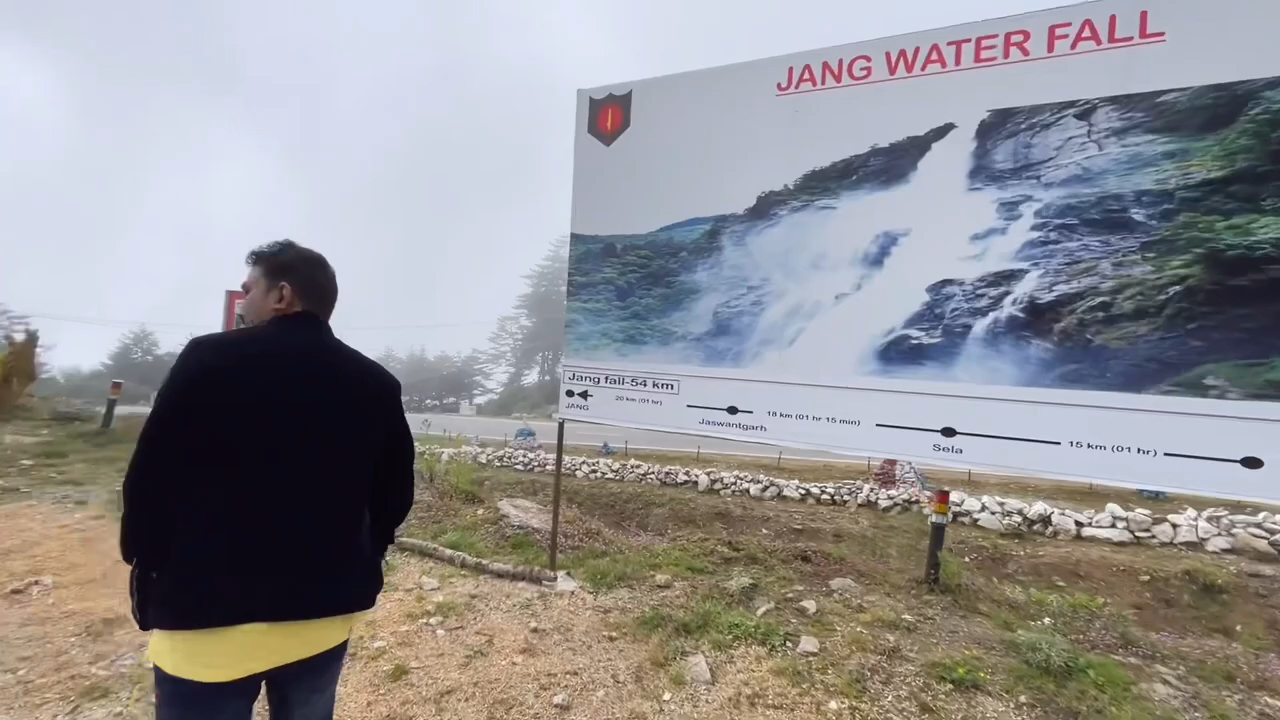 JANG WATER FALL
Jang fall-54 km
JANG
20 km (01 hr)
Jaswantgarh
18 km (01 hr 15 min)
Sela
15 km (01 hr)